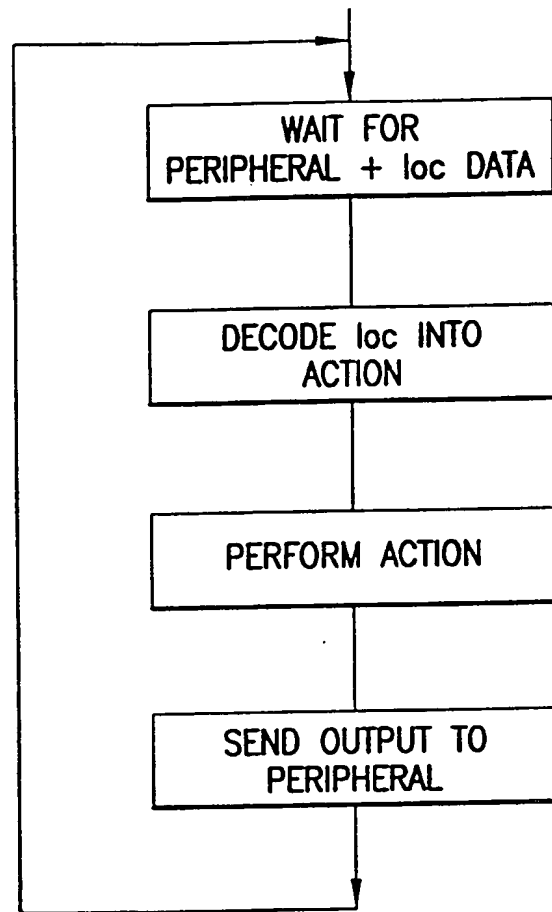 WAIT FOR
PERIPHERAL + loc DATA
DECODE loc INTO
ACTION
PERFORM ACTION
SEND OUTPUT TO
PERIPHERAL